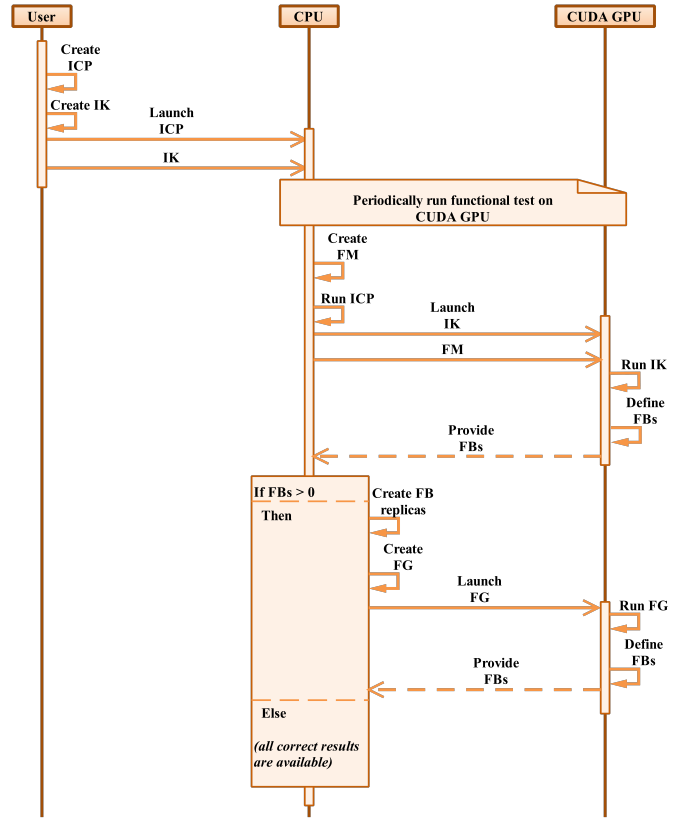 User
CPU
CUDA GPU
Create
ICP
Create IK
Launch
ICP
IK
Periodically run functional test on
CUDA GPU
Create
FM
Run ICP
Launch
IK
FM
Run IK
Define
FBs
Provide
FBs
If FBs > 0
Then
Create FB
replicas
Create
FG
Launch
FG
Run FG
Define
FBs
Provide
FBs
Else
(all correct results
are available)